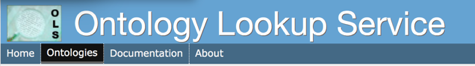 OLS
Ontology Lookup Service
Home Ontologies Documentation About